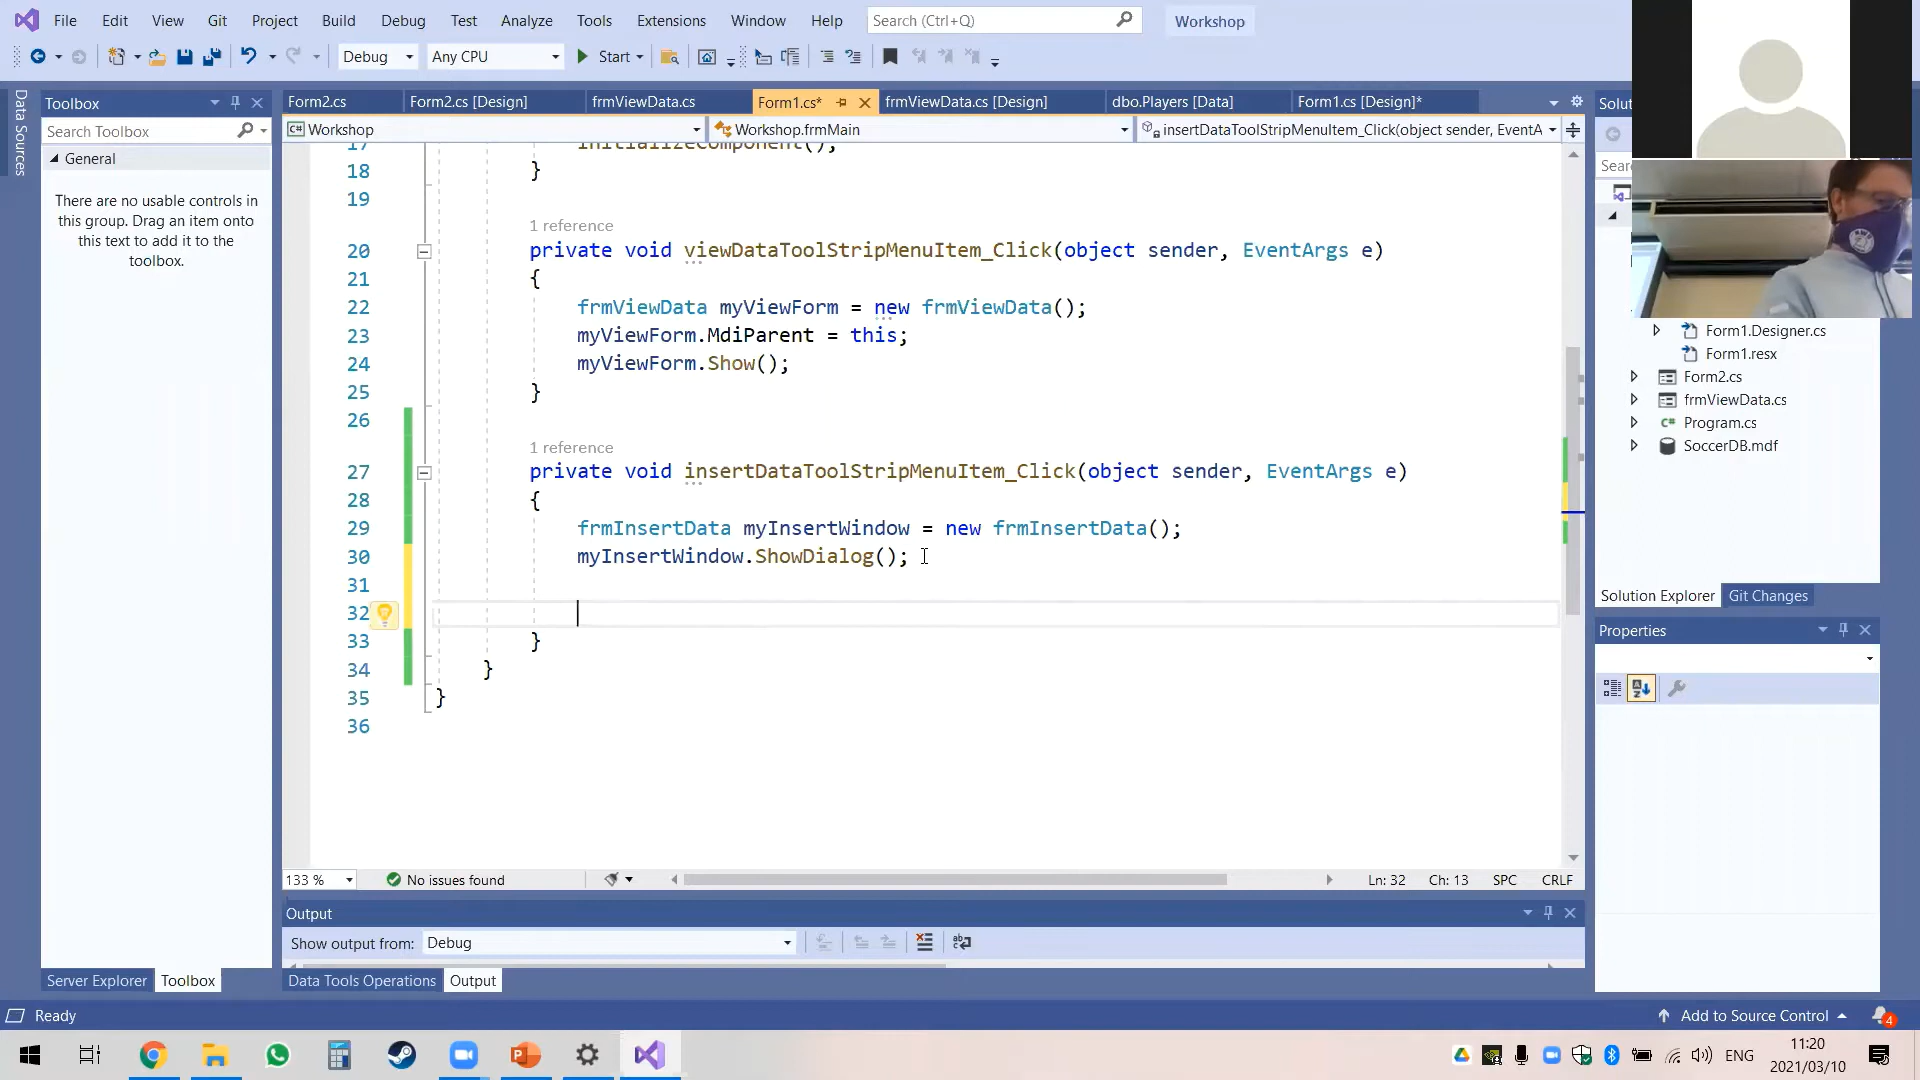 File Edit View Git Project Build Debug Test Analyze Tools Extensions Window Help Search (Ctrl+Q) Workshop
Debug Any CPU Start
Data Sources
Toolbox
Search Toolbox
General
There are no usable controls in
this group. Drag an item onto
this text to add it to the
toolbox.
Form2.cs Form2.cs [Design] frmViewData.cs Form1.cs* frmViewData.cs [Design] dbo.Players [Data] Form1.cs [Design]*
C# Workshop Workshop.frmMain insertDataToolStripMenuItem_Click(object sender, EventA
17 InitializeComponent();
18 }
19
1 reference
20 private void viewDataToolStripMenuItem_Click(object sender, EventArgs e)
21 {
22 frmViewData myViewForm = new frmViewData();
23 myViewForm.MdiParent = this;
24 myViewForm.Show();
25 }
26
1 reference
27 private void insertDataToolStripMenuItem_Click(object sender, EventArgs e)
28 {
29 frmInsertData myInsertWindow = new frmInsertData();
30 myInsertWindow.ShowDialog();
31
32
33 }
34 }
35 }
36
133 % No issues found Ln: 32 Ch: 13 SPC CRLF
Output
Show output from: Debug
Server Explorer Toolbox Data Tools Operations Output
Form1.Designer.cs
Form1.resx
Form2.cs
frmViewData.cs
C# Program.cs
SoccerDB.mdf
Solution Explorer Git Changes
Properties
Ready Add to Source Control 4
ENG 11:20
2021/03/10